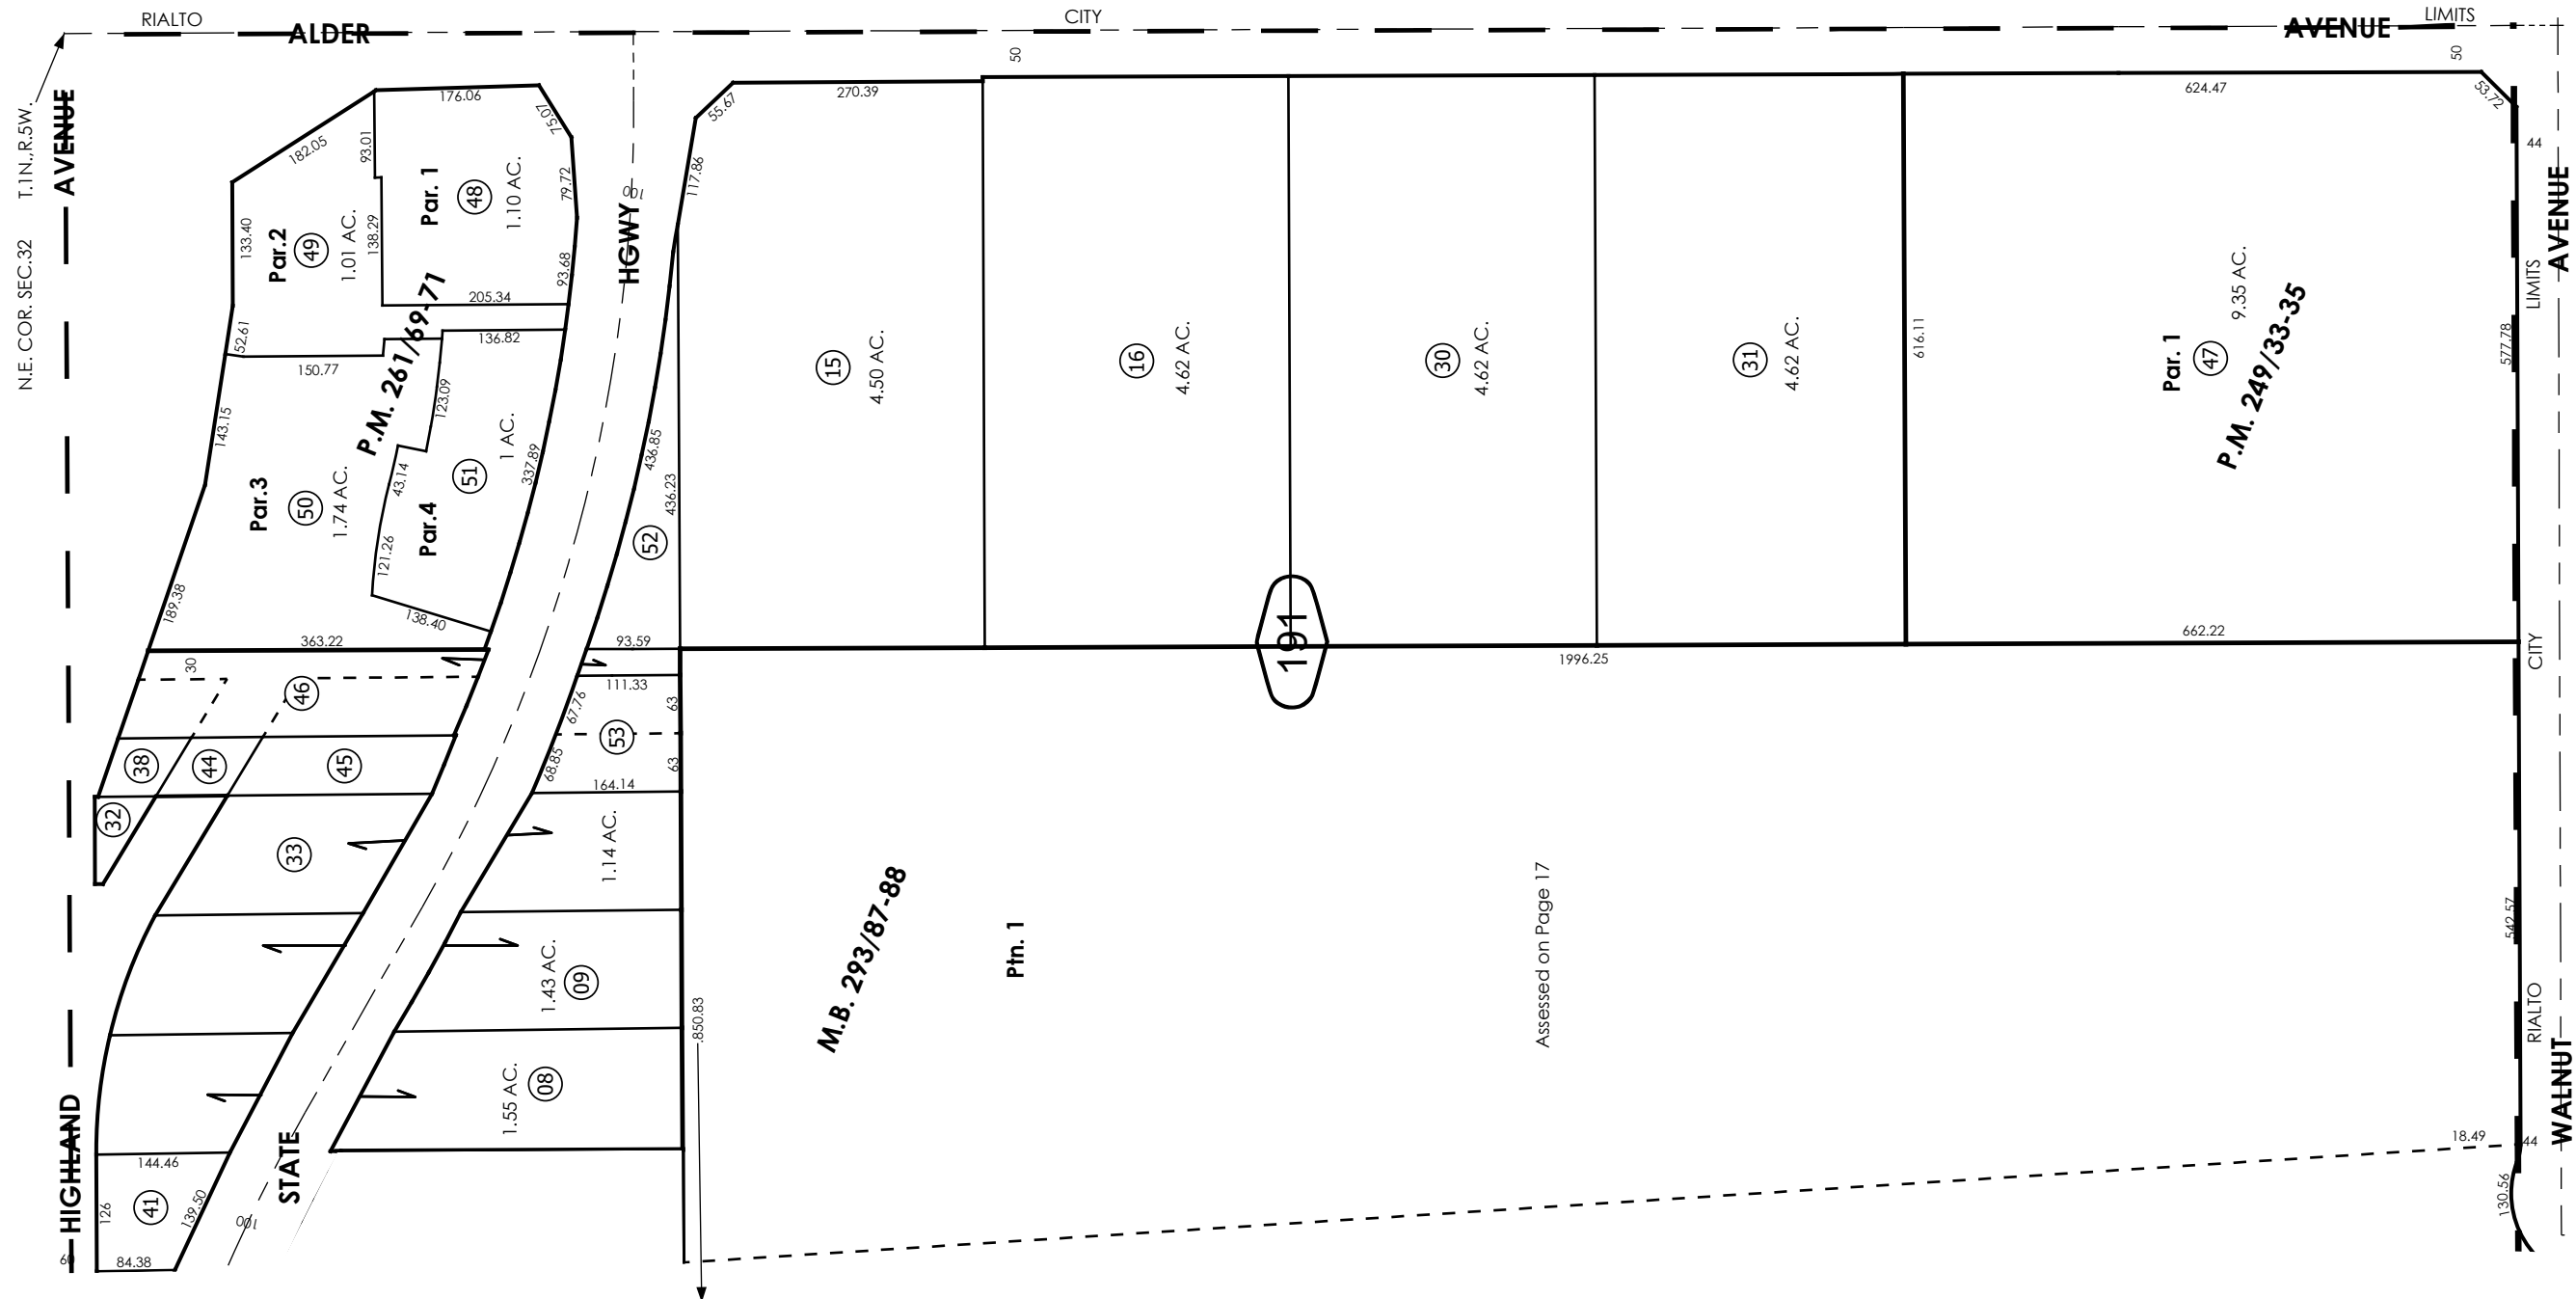 RIALTO
CITY
LIMITS
ALDER
AVENUE
N.E. COR. SEC.32 T.1N.,R.5W.
AVENUE
HIGHLAND
60
182.05
176.06
75.07
93.01
79.72
138.29
133.40
93.68
Par. 1
48
1.10 AC.
Par.2
49
1.01 AC.
205.34
52.61
150.77
136.82
P.M. 261/69-71
143.15
123.09
43.14
121.26
337.89
Par.3
50
1.74 AC.
Par.4
51
1 AC.
189.38
138.40
363.22
HGWY
100
STATE
100
55.67
117.86
270.39
50
436.85
436.23
52
93.59
15
4.50 AC.
16
4.62 AC.
30
4.62 AC.
31
4.62 AC.
616.11
624.47
50
53.72
44
Par. 1
47
9.35 AC.
P.M. 249/33-35
577.78
LIMITS
AVENUE
662.22
CITY
191
1996.25
30
46
38
44
45
32
33
111.33
67.76
63
53
68.85
63
164.14
1.14 AC.
1.43 AC.
09
1.55 AC.
08
850.83
M.B. 293/87-88
Ptn. 1
Assessed on Page 17
542.57
RIALTO
WALNUT
18.49
44
130.56
144.46
126
41
139.50
84.38